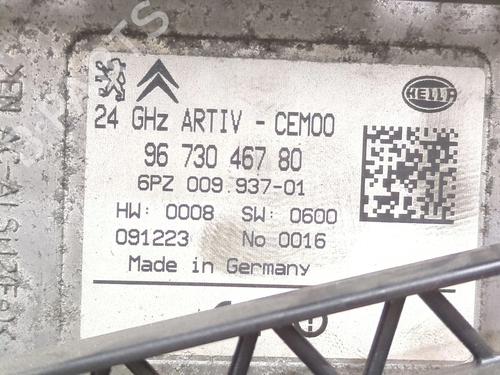 HELLA
24 GHz ARTIV - CEM00
96 730 467 80
6PZ 009.937-01
HW: 0008 SW: 0600
091223 No 0016
Made in Germany